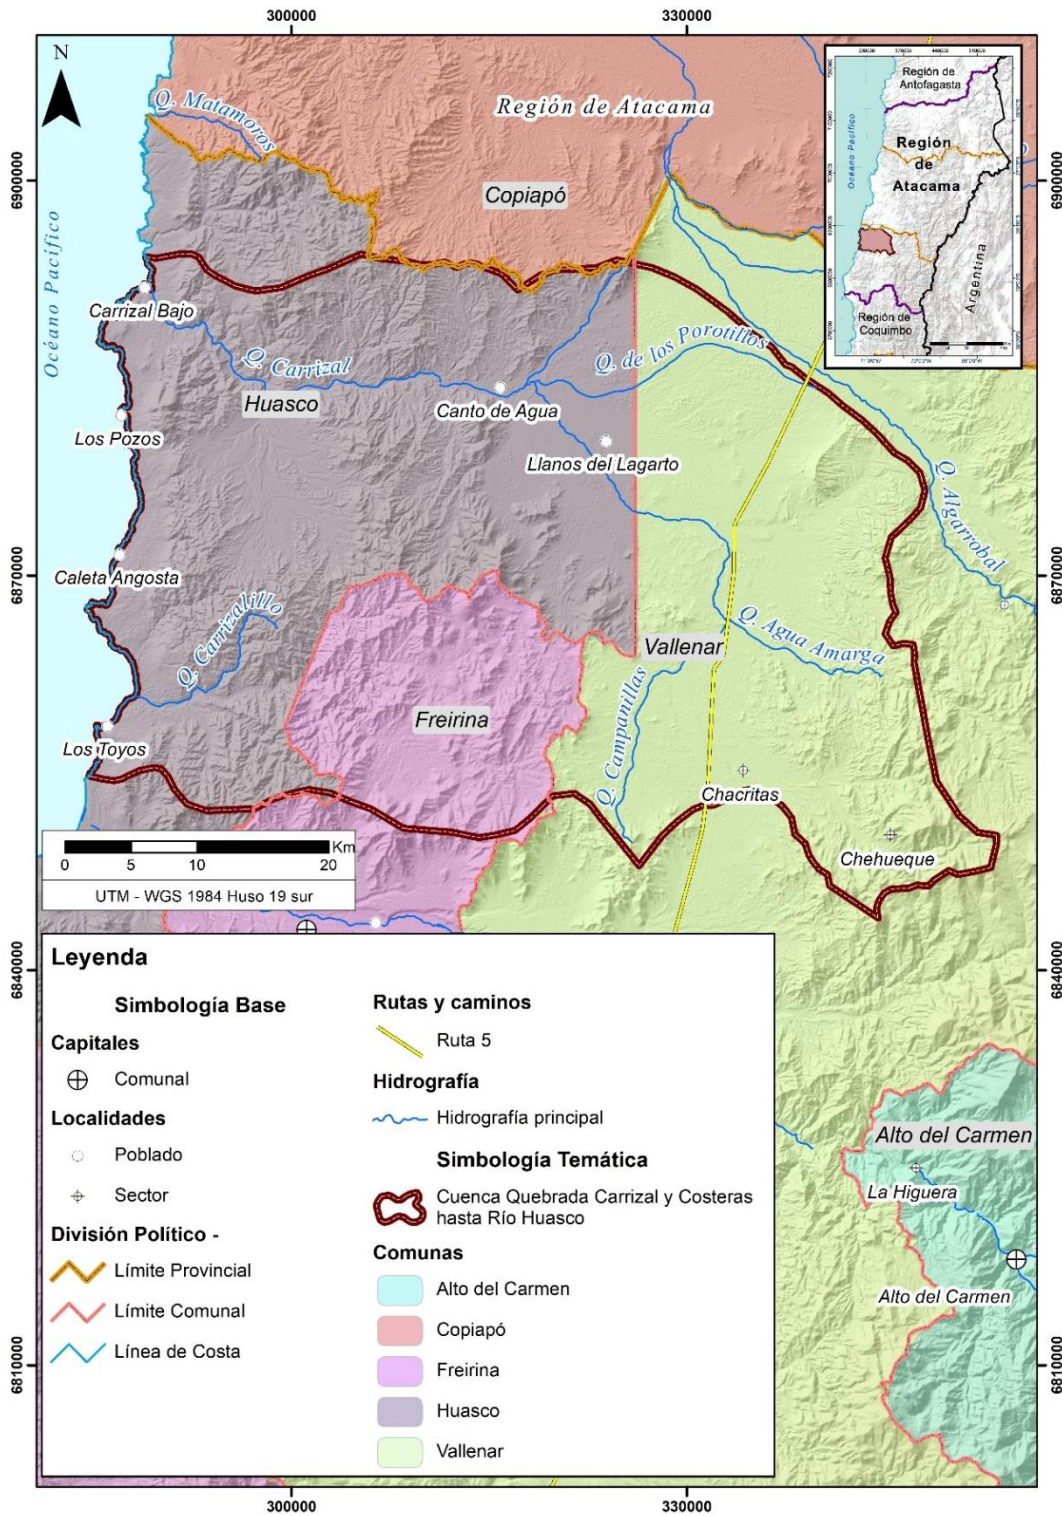 300000
330000
N
Q. Matamoros
Región de Atacama
Copiapó
6900000
6900000
Océano Pacífico
Región de
Antofagasta
Región
de
Atacama
Océano Pacífico
Argentina
Región de
Coquimbo
Carrizal Bajo
Q. Carrizal
Q. de los Porotillos
Huasco
Canto de Agua
Los Pozos
Llanos del Lagarto
Q. Algarrobal
Caleta Angosta
6870000
6870000
Q. Carrizalillo
Vallenar
Q. Agua Amarga
Freirina
Q. Campanillas
Los Toyos
Chacritas
Chehueque
Km
0 5 10 20
UTM - WGS 1984 Huso 19 sur
6840000
6840000
Leyenda
Simbología Base
Capitales
Comunal
Localidades
Poblado
Sector
División Político -
Límite Provincial
Límite Comunal
Línea de Costa
Rutas y caminos
Ruta 5
Hidrografía
Hidrografía principal
Simbología Temática
Cuenca Quebrada Carrizal y Costeras
hasta Río Huasco
Comunas
Alto del Carmen
Copiapó
Freirina
Huasco
Vallenar
Alto del Carmen
La Higuera
Alto del Carmen
6810000
6810000
300000
330000